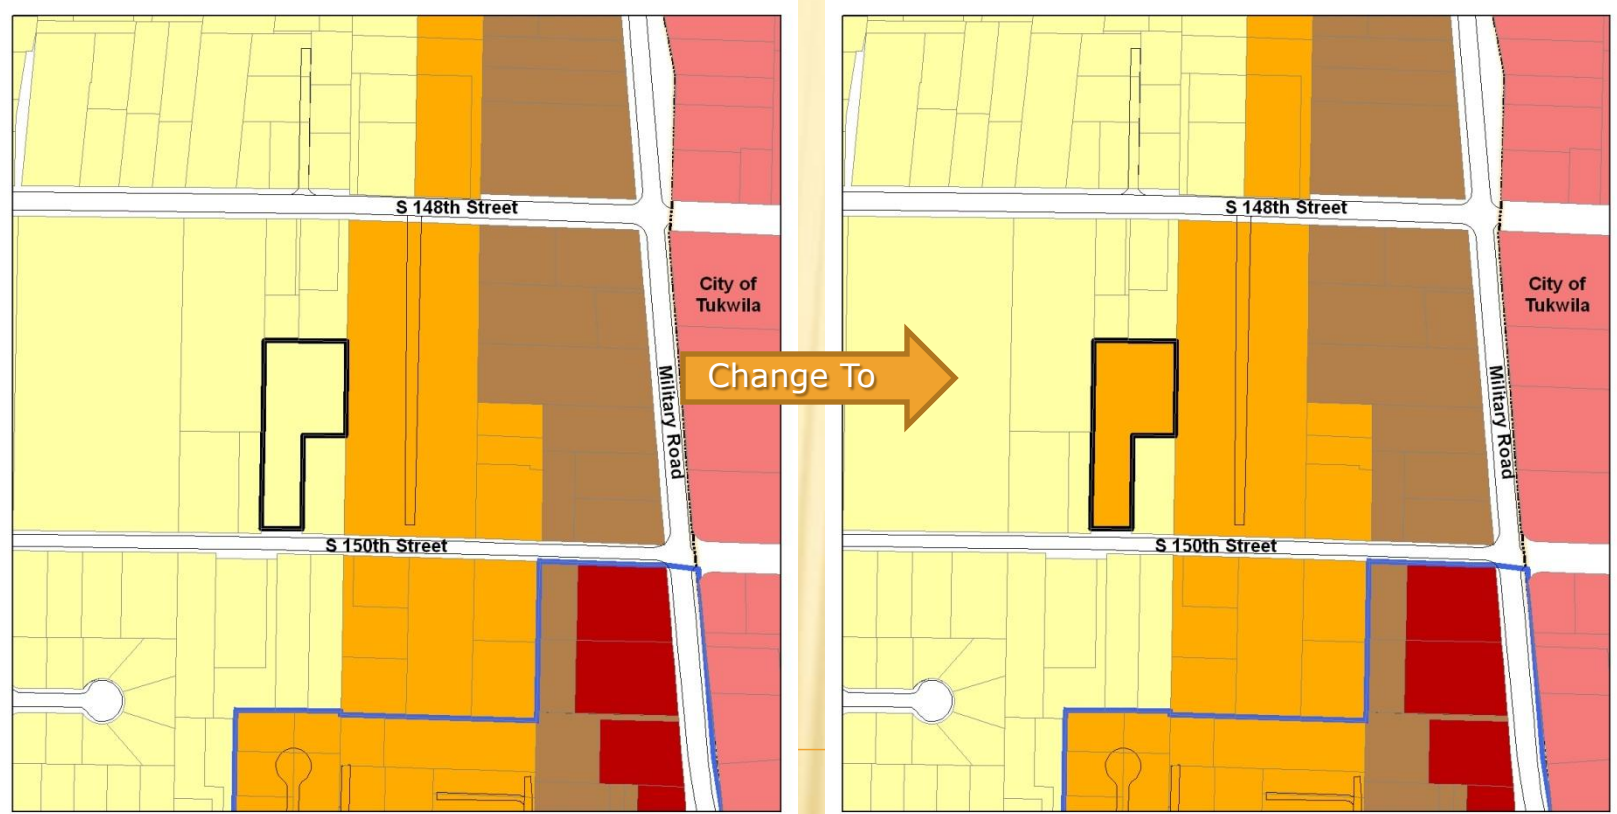 S 148th Street
City of
Tukwila
Military Road
S 150th Street
Change To
S 148th Street
City of
Tukwila
Military Road
S 150th Street